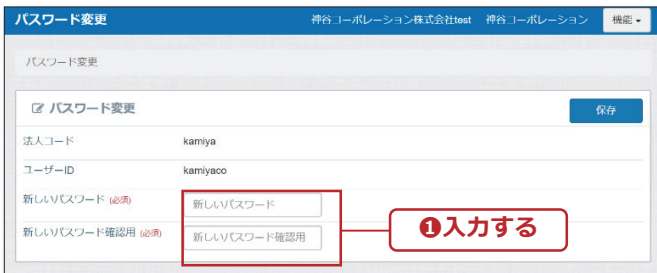 パスワード変更 神谷コーポレーション株式会社test 神谷コーポレーション 機能
パスワード変更
パスワード変更 保存
法人コード kamiya
ユーザーID kamiyaco
新しいパスワード (必須) 新しいパスワード
❶入力する
新しいパスワード確認用 (必須) 新しいパスワード確認用